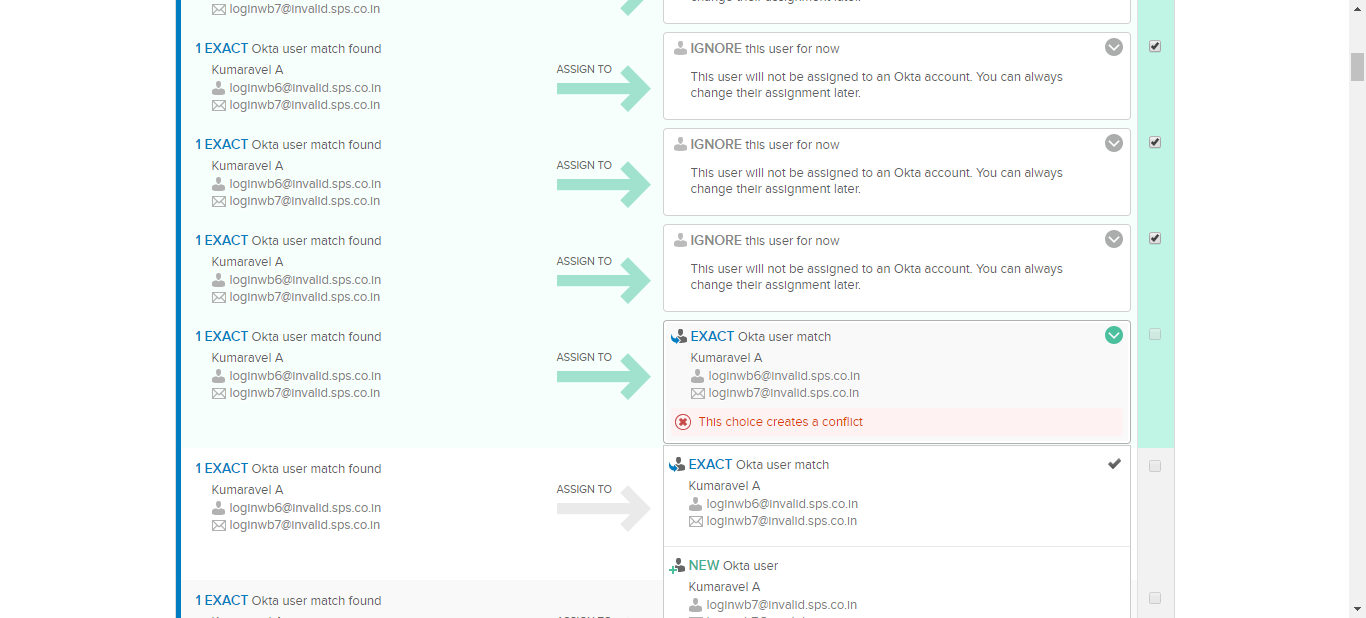 loginwb7@invalid.sps.co.in
1 EXACT Okta user match found
Kumaravel A
loginwb6@invalid.sps.co.in
loginwb7@invalid.sps.co.in
ASSIGN TO
IGNORE this user for now
This user will not be assigned to an Okta account. You can always
change their assignment later.
1 EXACT Okta user match found
Kumaravel A
loginwb6@invalid.sps.co.in
loginwb7@invalid.sps.co.in
ASSIGN TO
IGNORE this user for now
This user will not be assigned to an Okta account. You can always
change their assignment later.
1 EXACT Okta user match found
Kumaravel A
loginwb6@invalid.sps.co.in
loginwb7@invalid.sps.co.in
ASSIGN TO
IGNORE this user for now
This user will not be assigned to an Okta account. You can always
change their assignment later.
1 EXACT Okta user match found
Kumaravel A
loginwb6@invalid.sps.co.in
loginwb7@invalid.sps.co.in
ASSIGN TO
EXACT Okta user match
Kumaravel A
loginwb6@invalid.sps.co.in
loginwb7@invalid.sps.co.in
This choice creates a conflict
1 EXACT Okta user match found
Kumaravel A
loginwb6@invalid.sps.co.in
loginwb7@invalid.sps.co.in
ASSIGN TO
EXACT Okta user match
Kumaravel A
loginwb6@invalid.sps.co.in
loginwb7@invalid.sps.co.in
NEW Okta user
Kumaravel A
loginwb7@invalid.sps.co.in
1 EXACT Okta user match found